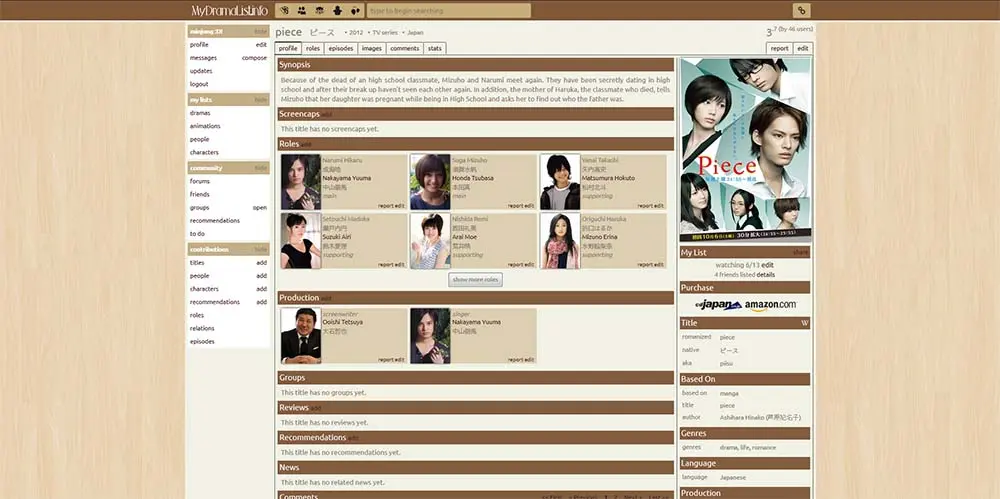 MyDramaList.info
type to begin searching
minjung 33 hide
profile edit
messages compose
updates
logout
my lists hide
dramas
animations
people
characters
community hide
forums
friends
groups open
recommendations
to do
contributions hide
titles add
people add
characters add
recommendations add
roles
relations
episodes
piece ピース • 2012 • TV series • Japan
3.7 (by 46 users)
profile roles episodes images comments stats
report edit
Synopsis
Because of the dead of an high school classmate, Mizuho and Narumi meet again. They have been secretly dating in high
school and after their break up haven't seen each other again. In addition, the mother of Haruka, the classmate who died, tells
Mizuho that her daughter was pregnant while being in High School and asks her to find out who the father was.
Screencaps add
This title has no screencaps yet.
Roles add
Narumi Hikaru
成海皓
Nakayama Yuuma
中山優馬
main
report edit
Suga Mizuho
須賀水帆
Honda Tsubasa
本田翼
main
report edit
Yanai Takashi
矢内高史
Matsumura Hokuto
松村北斗
supporting
report edit
Setouchi Madoka
瀬戸内円
Suzuki Airi
鈴木愛理
supporting
report edit
Nishida Remi
西田礼美
Arai Moe
荒井萌
supporting
report edit
Origuchi Haruka
折口はるか
Mizuno Erina
水野絵梨奈
supporting
report edit
show more roles
Production add
screenwriter
Ooishi Tetsuya
大石哲也
report edit
singer
Nakayama Yuuma
中山優馬
report edit
Groups
This title has no groups yet.
Reviews add
This title has no reviews yet.
Recommendations add
This title has no recommendations yet.
News
This title has no related news yet.
Comments
<< First < Previous 1 2 Next > Last >>
Piece
My List share
watching 6/13 edit
4 friends listed details
Purchase
japan amazon.com
Title W
romanized piece
native ピース
aka piisu
Based On
based on manga
title piece
author Ashihara Hinako (芦原妃名子)
Genres
genres drama, life, romance
Language
language Japanese
Production